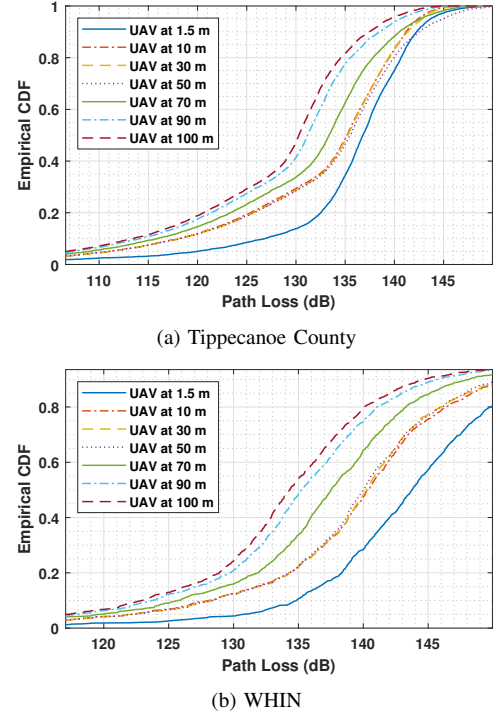 1
0.8
0.6
0.4
0.2
0
Empirical CDF
UAV at 1.5 m
UAV at 10 m
UAV at 30 m
UAV at 50 m
UAV at 70 m
UAV at 90 m
UAV at 100 m
110 115 120 125 130 135 140 145
Path Loss (dB)
(a) Tippecanoe County
0.8
0.6
0.4
0.2
0
Empirical CDF
UAV at 1.5 m
UAV at 10 m
UAV at 30 m
UAV at 50 m
UAV at 70 m
UAV at 90 m
UAV at 100 m
120 125 130 135 140 145
Path Loss (dB)
(b) WHIN